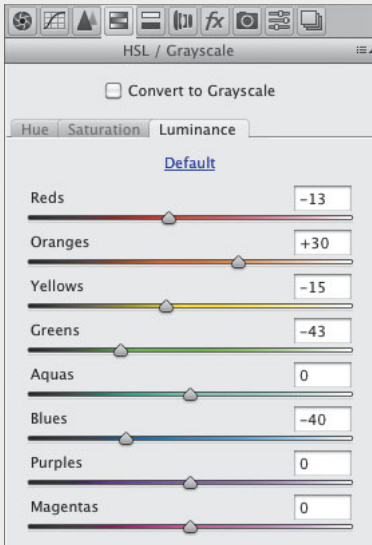 fx
HSL / Grayscale
Convert to Grayscale
Hue Saturation Luminance
Default
Reds −13
Oranges +30
Yellows −15
Greens −43
Aquas 0
Blues −40
Purples 0
Magentas 0